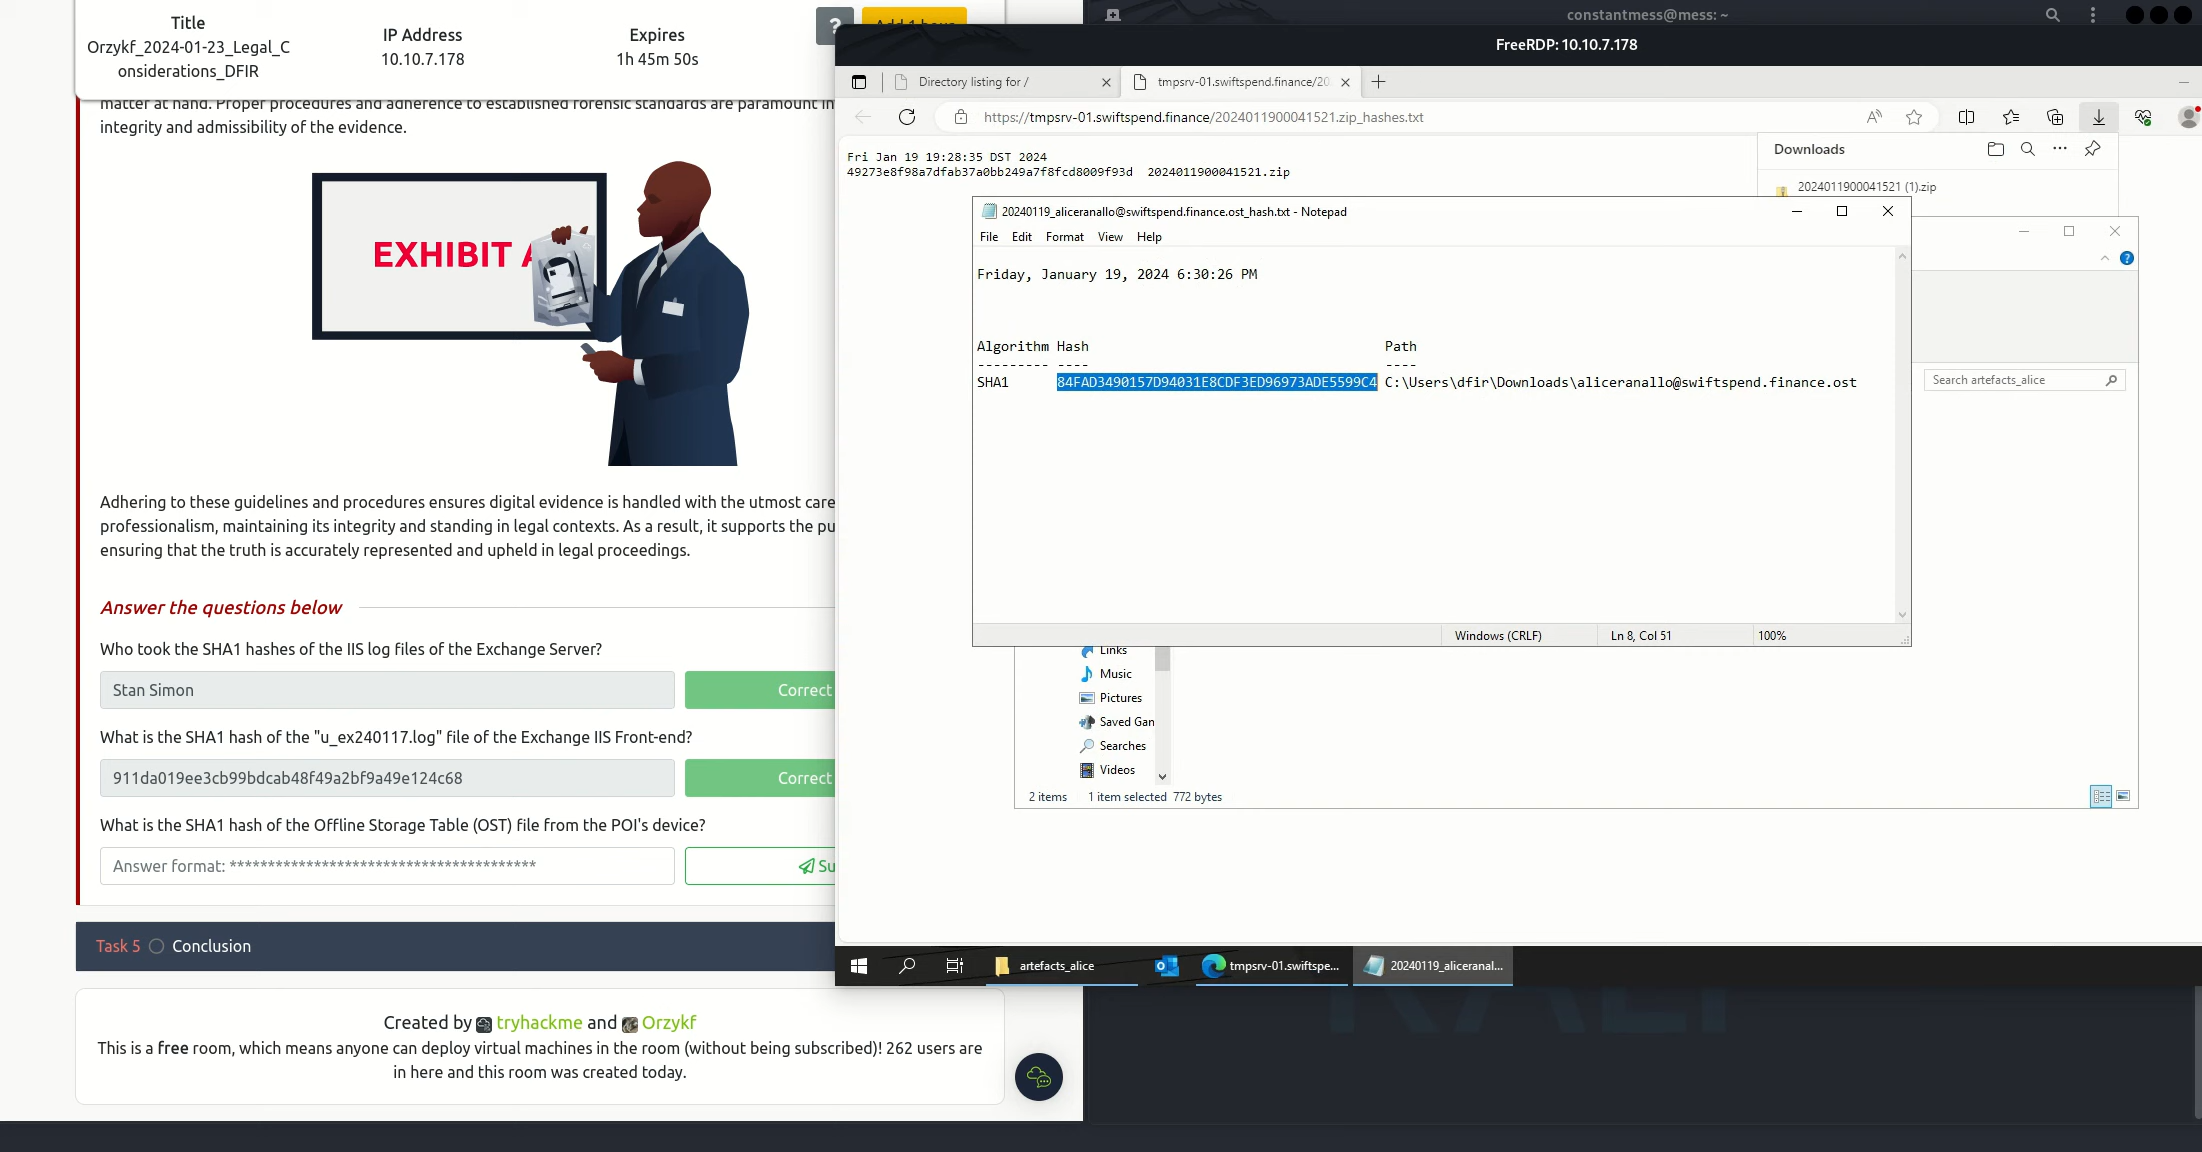 Title
Orzykf_2024-01-23_Legal_C
onsiderations_DFIR
IP Address
10.10.7.178
Expires
1h 45m 50s
?
Add 1 hour
matter at hand. Proper procedures and adherence to established forensic standards are paramount in
integrity and admissibility of the evidence.
EXHIBIT A
Adhering to these guidelines and procedures ensures digital evidence is handled with the utmost care
professionalism, maintaining its integrity and standing in legal contexts. As a result, it supports the pu
ensuring that the truth is accurately represented and upheld in legal proceedings.
Answer the questions below
Who took the SHA1 hashes of the IIS log files of the Exchange Server?
Stan Simon
Correct
What is the SHA1 hash of the "u_ex240117.log" file of the Exchange IIS Front-end?
911da019ee3cb99bdcab48f49a2bf9a49e124c68
Correct
What is the SHA1 hash of the Offline Storage Table (OST) file from the POI's device?
Answer format: ****************************************
Su
Task 5 Conclusion
Created by tryhackme and Orzykf
This is a free room, which means anyone can deploy virtual machines in the room (without being subscribed)! 262 users are
in here and this room was created today.
constantmess@mess: ~
FreeRDP: 10.10.7.178
Directory listing for /
tmpsrv-01.swiftspend.finance/20
https://tmpsrv-01.swiftspend.finance/2024011900041521.zip_hashes.txt
Fri Jan 19 19:28:35 DST 2024
49273e8f98a7dfab37a0bb249a7f8fcd8009f93d 2024011900041521.zip
Downloads
2024011900041521 (1).zip
20240119_aliceranallo@swiftspend.finance.ost_hash.txt - Notepad
File Edit Format View Help
Friday, January 19, 2024 6:30:26 PM
Algorithm Hash Path
--------- ---- ----
SHA1 84FAD3490157D94031E8CDF3ED96973ADE5599C4 C:\Users\dfir\Downloads\aliceranallo@swiftspend.finance.ost
Windows (CRLF) Ln 8, Col 51 100%
Search artefacts_alice
Links
Music
Pictures
Saved Gan
Searches
Videos
2 items 1 item selected 772 bytes
artefacts_alice
tmpsrv-01.swiftspe...
20240119_aliceranal...